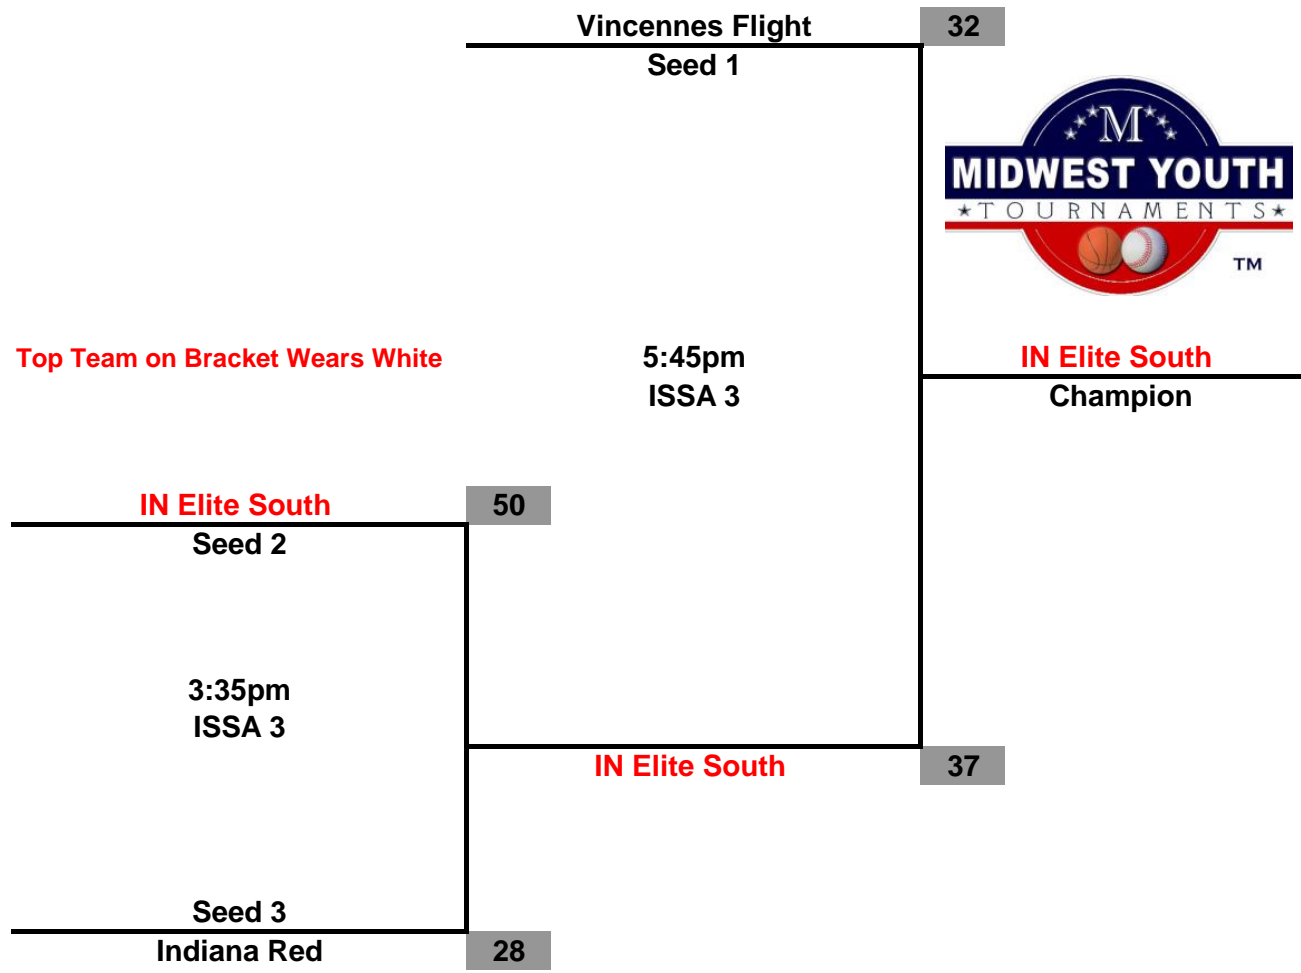 Vincennes Flight 32
Seed 1
M
MIDWEST YOUTH
★TOURNAMENTS★
TM
Top Team on Bracket Wears White
5:45pm
ISSA 3
IN Elite South
Champion
IN Elite South 50
Seed 2
3:35pm
ISSA 3
IN Elite South 37
Seed 3
Indiana Red 28